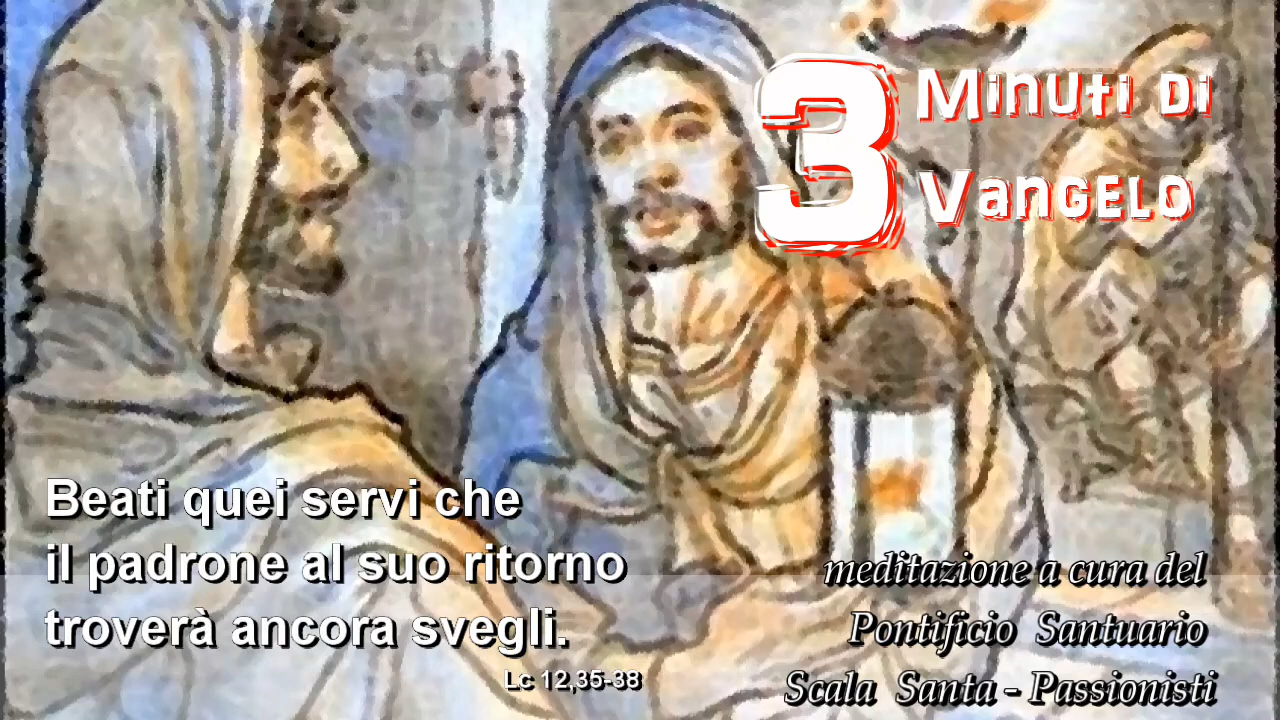 3 Minuti di
Vangelo
Beati quei servi che
il padrone al suo ritorno
troverà ancora svegli.
Lc 12,35-38
meditazione a cura del
Pontificio Santuario
Scala Santa - Passionisti